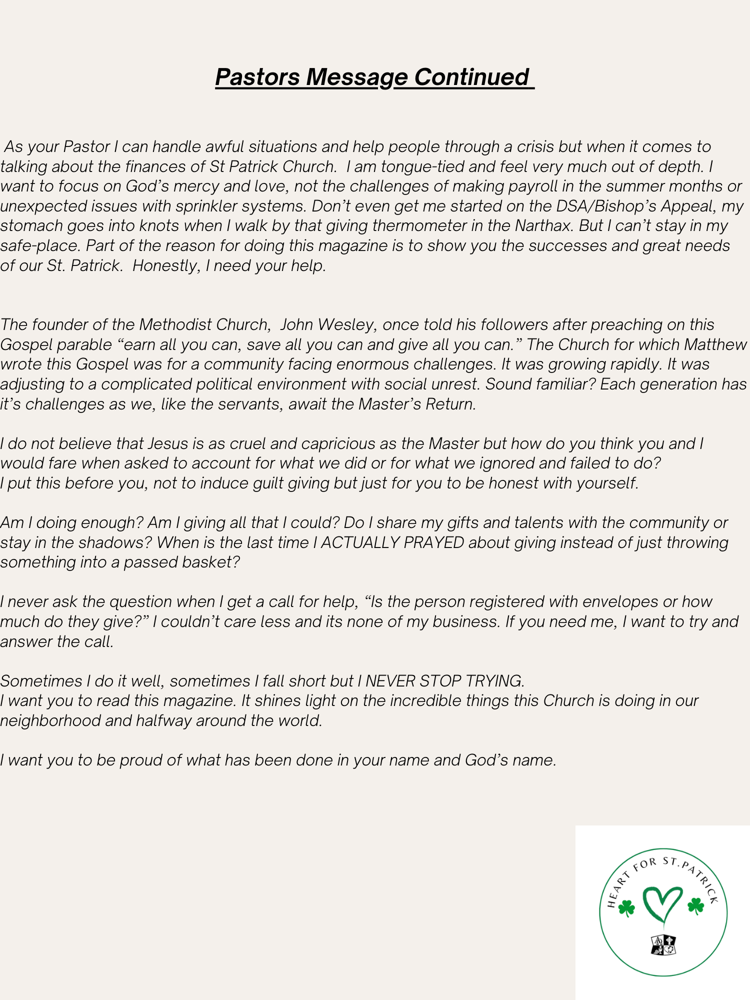 Pastors Message Continued
As your Pastor I can handle awful situations and help people through a crisis but when it comes to
talking about the finances of St Patrick Church.  I am tongue-tied and feel very much out of depth. I
want to focus on God’s mercy and love, not the challenges of making payroll in the summer months or
unexpected issues with sprinkler systems. Don’t even get me started on the DSA/Bishop’s Appeal, my
stomach goes into knots when I walk by that giving thermometer in the Narthax. But I can’t stay in my
safe-place. Part of the reason for doing this magazine is to show you the successes and great needs
of our St. Patrick.  Honestly, I need your help.
The founder of the Methodist Church,  John Wesley, once told his followers after preaching on this
Gospel parable “earn all you can, save all you can and give all you can.” The Church for which Matthew
wrote this Gospel was for a community facing enormous challenges. It was growing rapidly. It was
adjusting to a complicated political environment with social unrest. Sound familiar? Each generation has
it’s challenges as we, like the servants, await the Master’s Return.
I do not believe that Jesus is as cruel and capricious as the Master but how do you think you and I
would fare when asked to account for what we did or for what we ignored and failed to do?
I put this before you, not to induce guilt giving but just for you to be honest with yourself.
Am I doing enough? Am I giving all that I could? Do I share my gifts and talents with the community or
stay in the shadows? When is the last time I ACTUALLY PRAYED about giving instead of just throwing
something into a passed basket?
I never ask the question when I get a call for help, “Is the person registered with envelopes or how
much do they give?” I couldn’t care less and its none of my business. If you need me, I want to try and
answer the call.
Sometimes I do it well, sometimes I fall short but I NEVER STOP TRYING.
I want you to read this magazine. It shines light on the incredible things this Church is doing in our
neighborhood and halfway around the world.
I want you to be proud of what has been done in your name and God’s name.
HEART FOR ST.PATRICK
ΑΩ